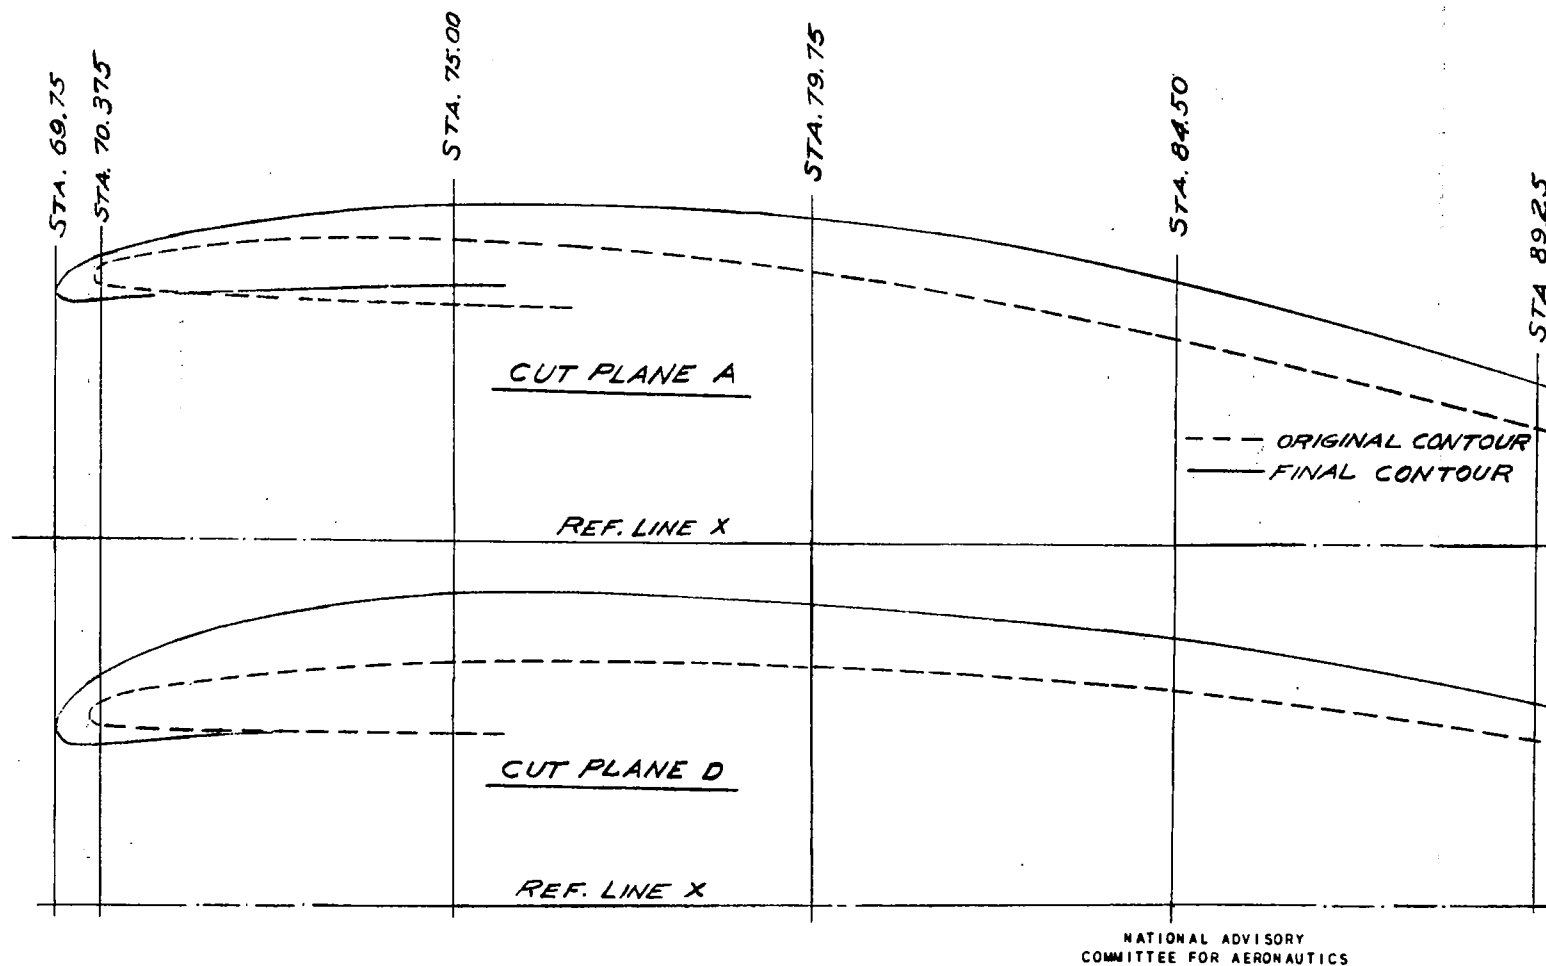 STA. 69.75
STA. 70.375
STA. 75.00
STA. 79.75
STA. 84.50
STA 89.25
CUT PLANE A
ORIGINAL CONTOUR
FINAL CONTOUR
REF. LINE X
CUT PLANE D
REF. LINE X
NATIONAL ADVISORY
COMMITTEE FOR AERONAUTICS